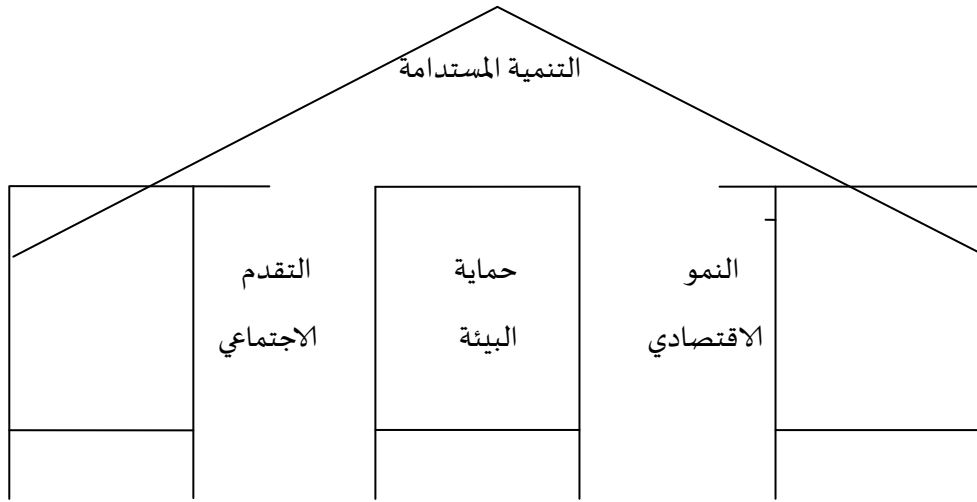 التنمية المستدامة
النمو
الاقتصادي
حماية
البيئة
التقدم
الاجتماعي